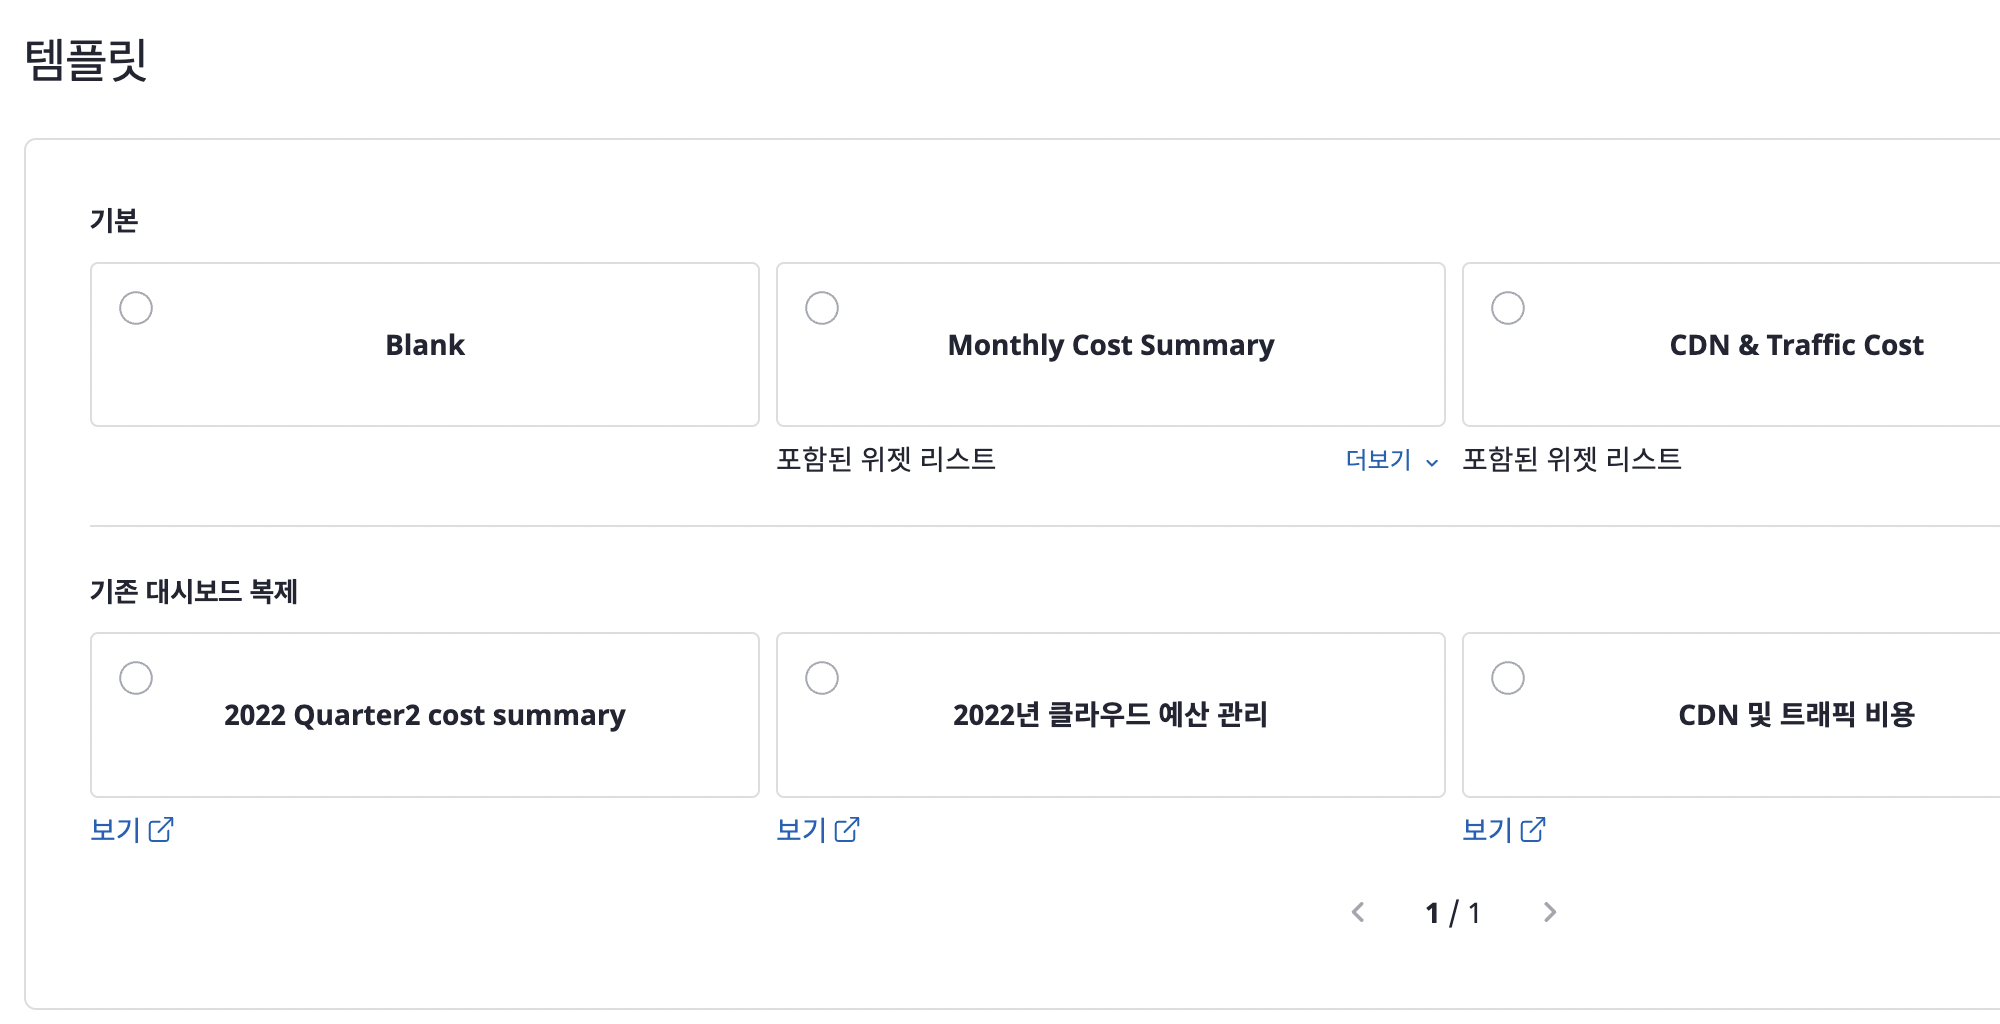 템플릿
기본
Blank
Monthly Cost Summary
CDN & Traffic Cost
포함된 위젯 리스트
더보기
포함된 위젯 리스트
기존 대시보드 복제
2022 Quarter2 cost summary
2022년 클라우드 예산 관리
CDN 및 트래픽 비용
보기
보기
보기
1 / 1